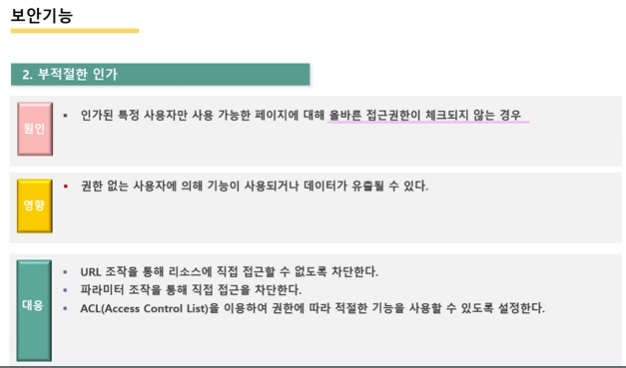 보안기능
2. 부적절한 인가
원인
▪ 인가된 특정 사용자만 사용 가능한 페이지에 대해 올바른 접근권한이 체크되지 않는 경우
영향
▪ 권한 없는 사용자에 의해 기능이 사용되거나 데이터가 유출될 수 있다.
대응
▪ URL 조작을 통해 리소스에 직접 접근할 수 없도록 차단한다.
▪ 파라미터 조작을 통해 직접 접근을 차단한다.
▪ ACL(Access Control List)을 이용하여 권한에 따라 적절한 기능을 사용할 수 있도록 설정한다.